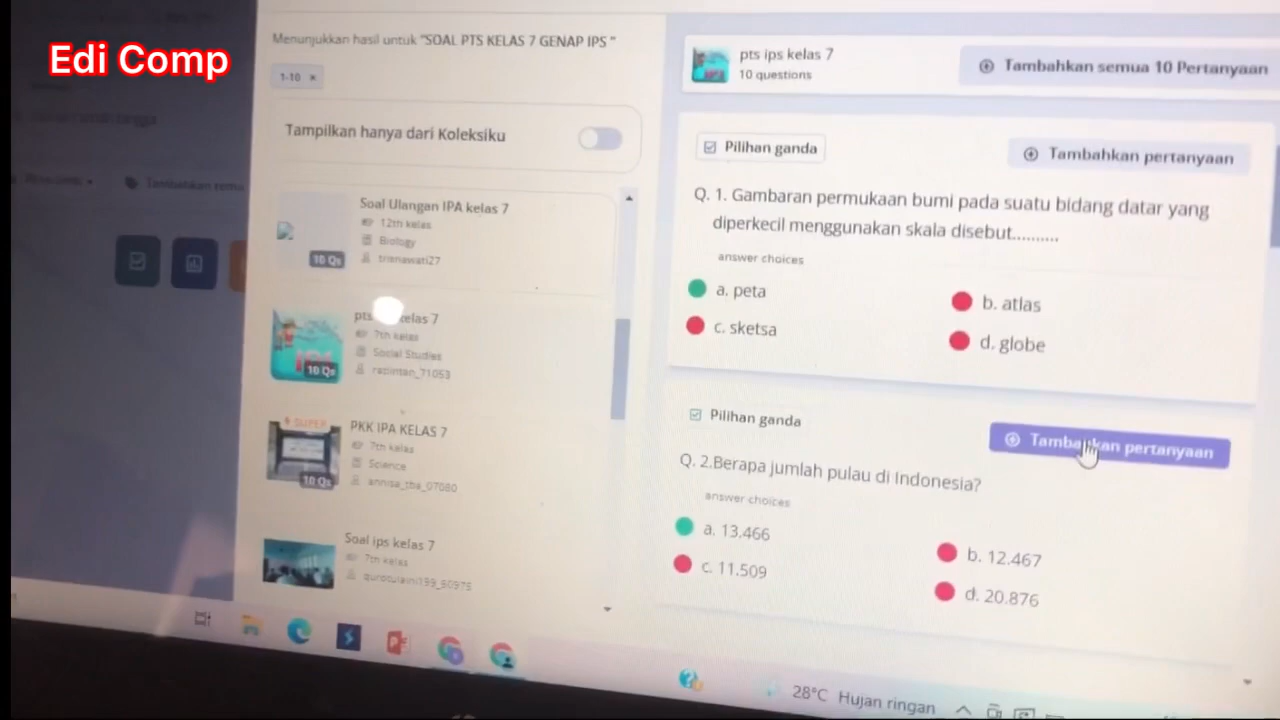 Edi Comp
Menunjukkan hasil untuk "SOAL PTS KELAS 7 GENAP IPS "
1-10 ×
Tampilkan hanya dari Koleksiku
Soal Ulangan IPA kelas 7
12th kelas
Biology
trisnawati27
10 Qs
pts kelas 7
7th kelas
Social Studies
10 Qs
SUPER
PKK IPA KELAS 7
7th kelas
Science
annisa_tba_07080
10 Qs
Soal ips kelas 7
7th kelas
pts ips kelas 7
10 questions
Tambahkan semua 10 Pertanyaan
Pilihan ganda
Tambahkan pertanyaan
Q. 1. Gambaran permukaan bumi pada suatu bidang datar yang
diperkecil menggunakan skala disebut..........
answer choices
a. peta
b. atlas
c. sketsa
d. globe
Pilihan ganda
Tambahkan pertanyaan
Q. 2.Berapa jumlah pulau di Indonesia?
answer choices
a. 13.466
b. 12.467
c. 11.509
d. 20.876
28°C Hujan ringan